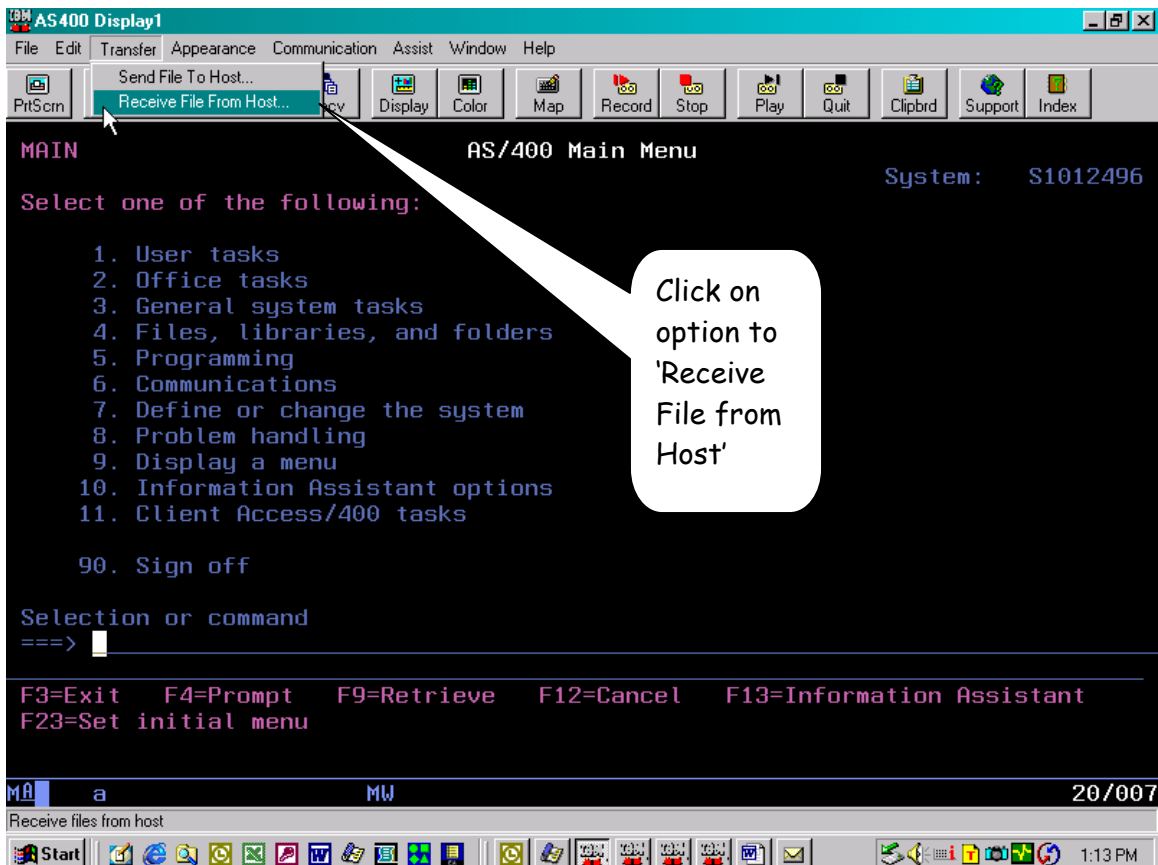 AS400 Display1
File Edit Transfer Appearance Communication Assist Window Help
Send File To Host...
Receive File From Host...
PrtScrn Display Color Map Record Stop Play Quit Clipbrd Support Index
MAIN AS/400 Main Menu
System: S1012496
Select one of the following:
1. User tasks
2. Office tasks
3. General system tasks
4. Files, libraries, and folders
5. Programming
6. Communications
7. Define or change the system
8. Problem handling
9. Display a menu
10. Information Assistant options
11. Client Access/400 tasks
90. Sign off
Click on
option to
‘Receive
File from
Host’
Selection or command
===>
F3=Exit F4=Prompt F9=Retrieve F12=Cancel F13=Information Assistant
F23=Set initial menu
MA a MW 20/007
Receive files from host
Start 1:13 PM